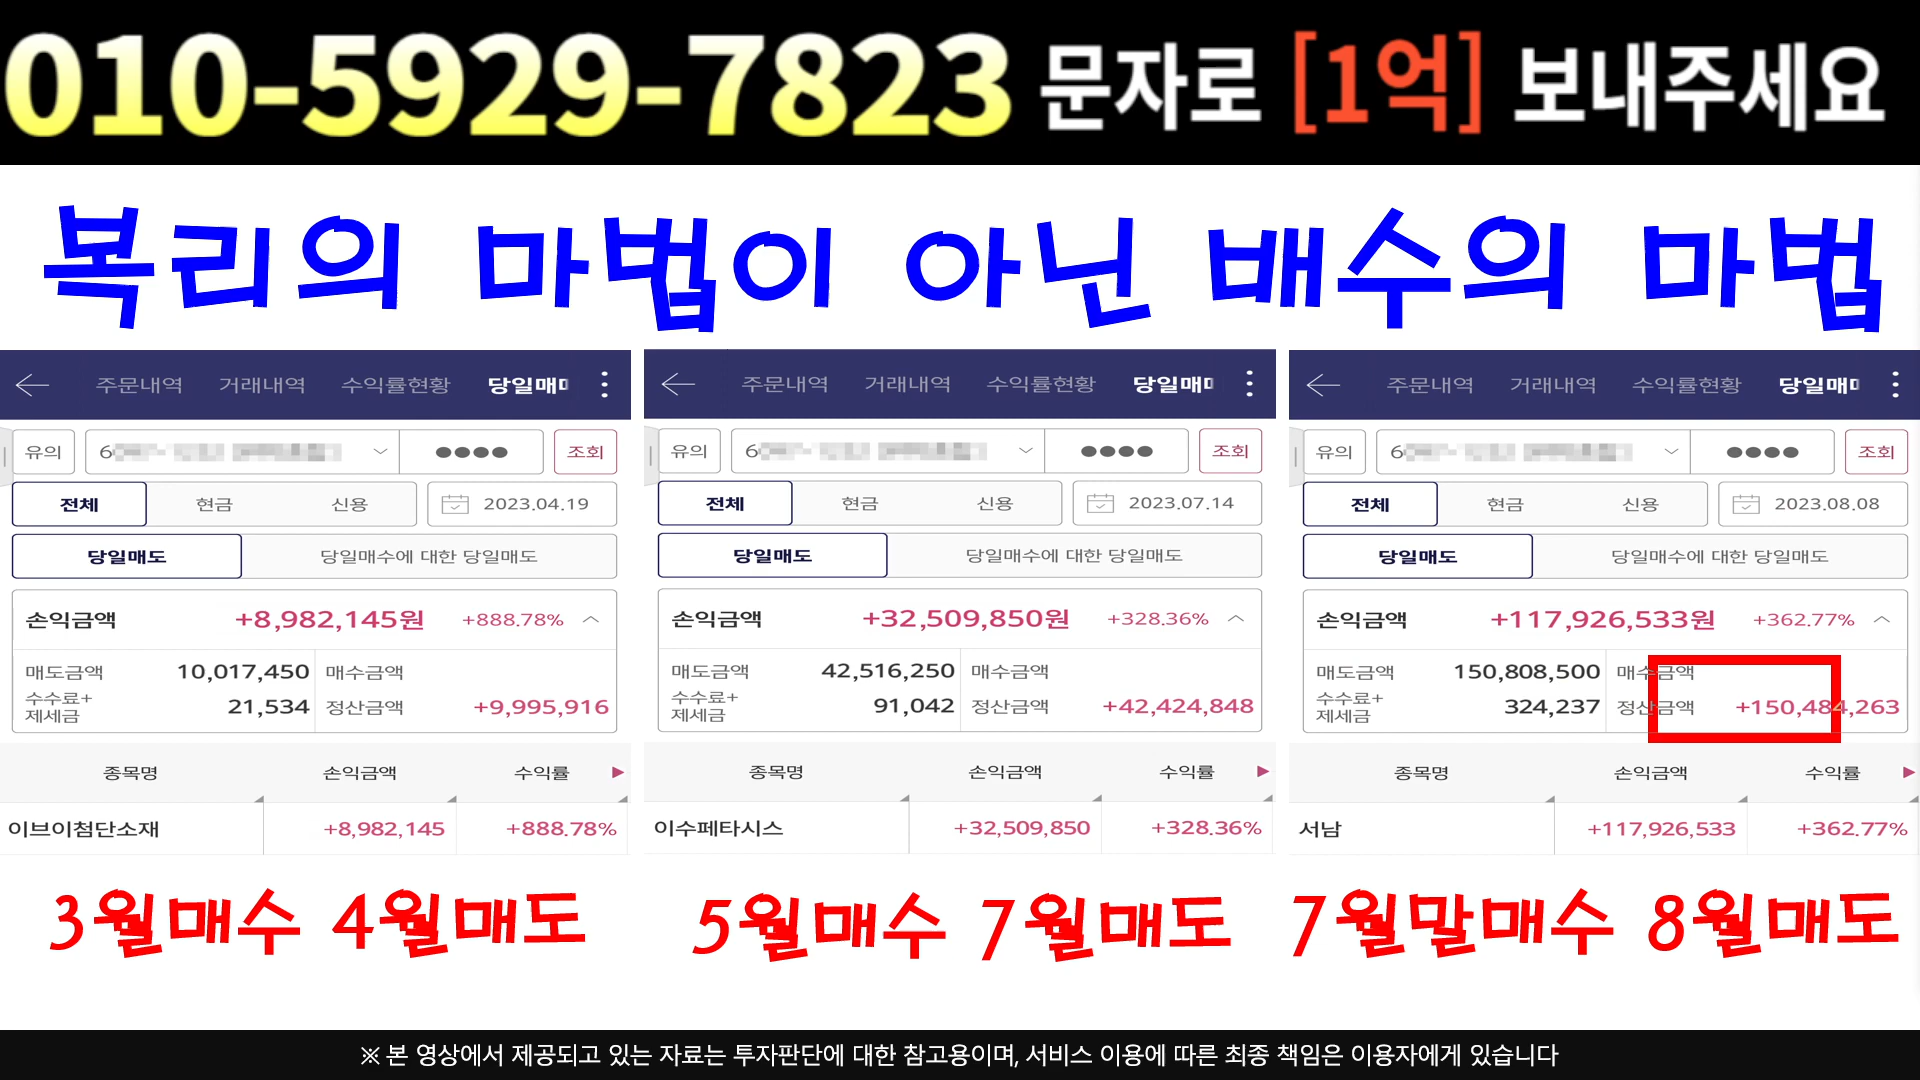 010-5929-7823 문자로 [1억] 보내주세요
복리의 마법이 아닌 배수의 마법
주문내역 거래내역 수익률현황 당일매
유의 6 ●●●● 조회
전체 현금 신용 2023.04.19
당일매도 당일매수에 대한 당일매도
손익금액 +8,982,145원 +888.78%
매도금액 10,017,450 매수금액
수수료+
제세금 21,534 정산금액 +9,995,916
종목명 손익금액 수익률
이브이첨단소재 +8,982,145 +888.78%
3월매수 4월매도
주문내역 거래내역 수익률현황 당일매
유의 6 ●●●● 조회
전체 현금 신용 2023.07.14
당일매도 당일매수에 대한 당일매도
손익금액 +32,509,850원 +328.36%
매도금액 42,516,250 매수금액
수수료+
제세금 91,042 정산금액 +42,424,848
종목명 손익금액 수익률
이수페타시스 +32,509,850 +328.36%
5월매수 7월매도
주문내역 거래내역 수익률현황 당일매
유의 6 ●●●● 조회
전체 현금 신용 2023.08.08
당일매도 당일매수에 대한 당일매도
손익금액 +117,926,533원 +362.77%
매도금액 150,808,500 매수금액
수수료+
제세금 324,237 정산금액 +150,484,263
종목명 손익금액 수익률
서남 +117,926,533 +362.77%
7월말매수 8월매도
※ 본 영상에서 제공되고 있는 자료는 투자판단에 대한 참고용이며, 서비스 이용에 따른 최종 책임은 이용자에게 있습니다